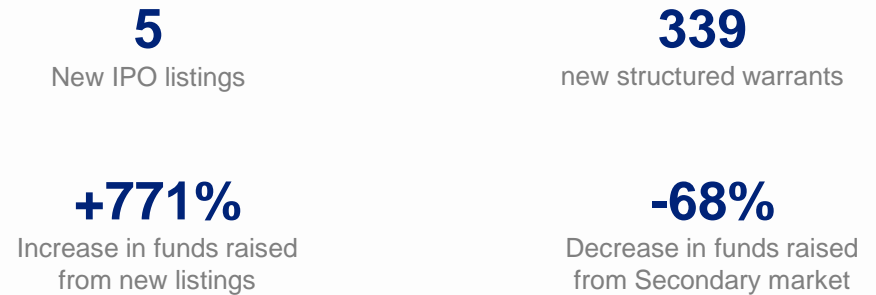 5
New IPO listings
339
new structured warrants
+771%
Increase in funds raised
from new listings
-68%
Decrease in funds raised
from Secondary market